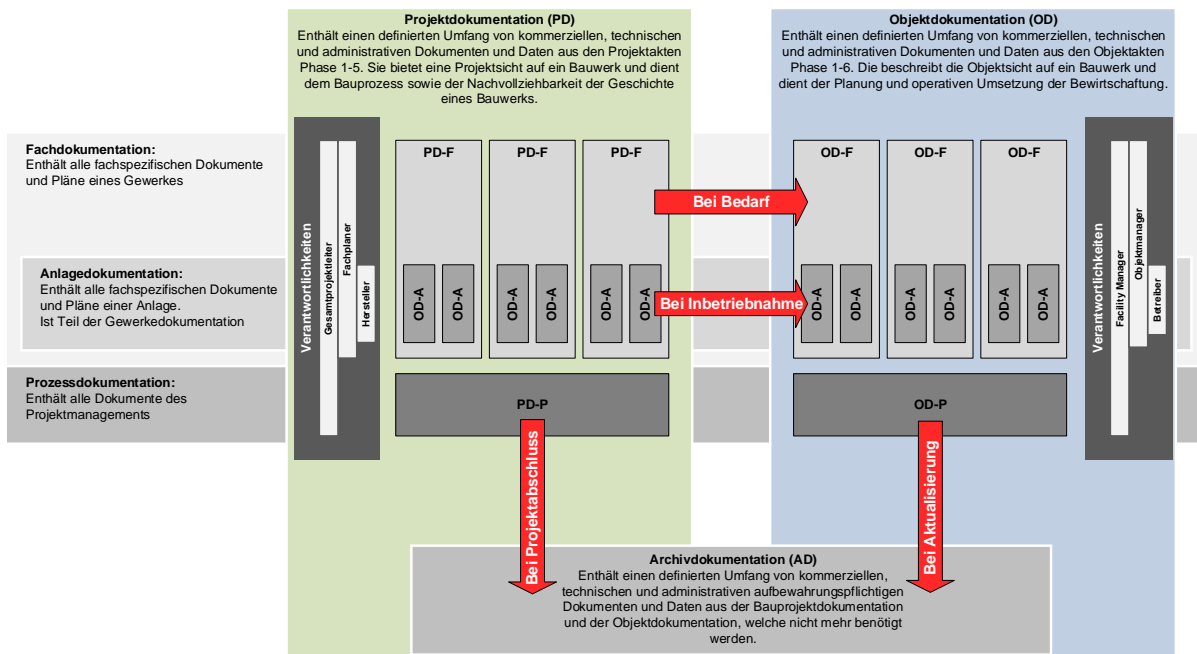 Projektdokumentation (PD)
Enthält einen definierten Umfang von kommerziellen, technischen
und administrativen Dokumenten und Daten aus den Projektakten
Phase 1-5. Sie bietet eine Projektsicht auf ein Bauwerk und dient
dem Bauprozess sowie der Nachvollziehbarkeit der Geschichte
eines Bauwerks.
Objektdokumentation (OD)
Enthält einen definierten Umfang von kommerziellen, technischen
und administrativen Dokumenten und Daten aus den Objektakten
Phase 1-6. Die beschreibt die Objektsicht auf ein Bauwerk und
dient der Planung und operativen Umsetzung der Bewirtschaftung.
Fachdokumentation:
Enthält alle fachspezifischen Dokumente
und Pläne eines Gewerkes
Anlagedokumentation:
Enthält alle fachspezifischen Dokumente
und Pläne einer Anlage.
Ist Teil der Gewerkedokumentation
Prozessdokumentation:
Enthält alle Dokumente des
Projektmanagements
Verantwortlichkeiten
Gesamtprojektleiter
Fachplaner
Hersteller
PD-F
PD-F
PD-F
OD-A
OD-A
OD-A
OD-A
OD-A
OD-A
PD-P
Bei Bedarf
Bei Inbetriebnahme
OD-F
OD-F
OD-F
OD-A
OD-A
OD-A
OD-A
OD-A
OD-A
OD-P
Verantwortlichkeiten
Facility Manager
Objektmanager
Betreiber
Bei Projektabschluss
Bei Aktualisierung
Archivdokumentation (AD)
Enthält einen definierten Umfang von kommerziellen,
technischen und administrativen aufbewahrungspflichtigen
Dokumenten und Daten aus der Bauprojektdokumentation
und der Objektdokumentation, welche nicht mehr benötigt
werden.